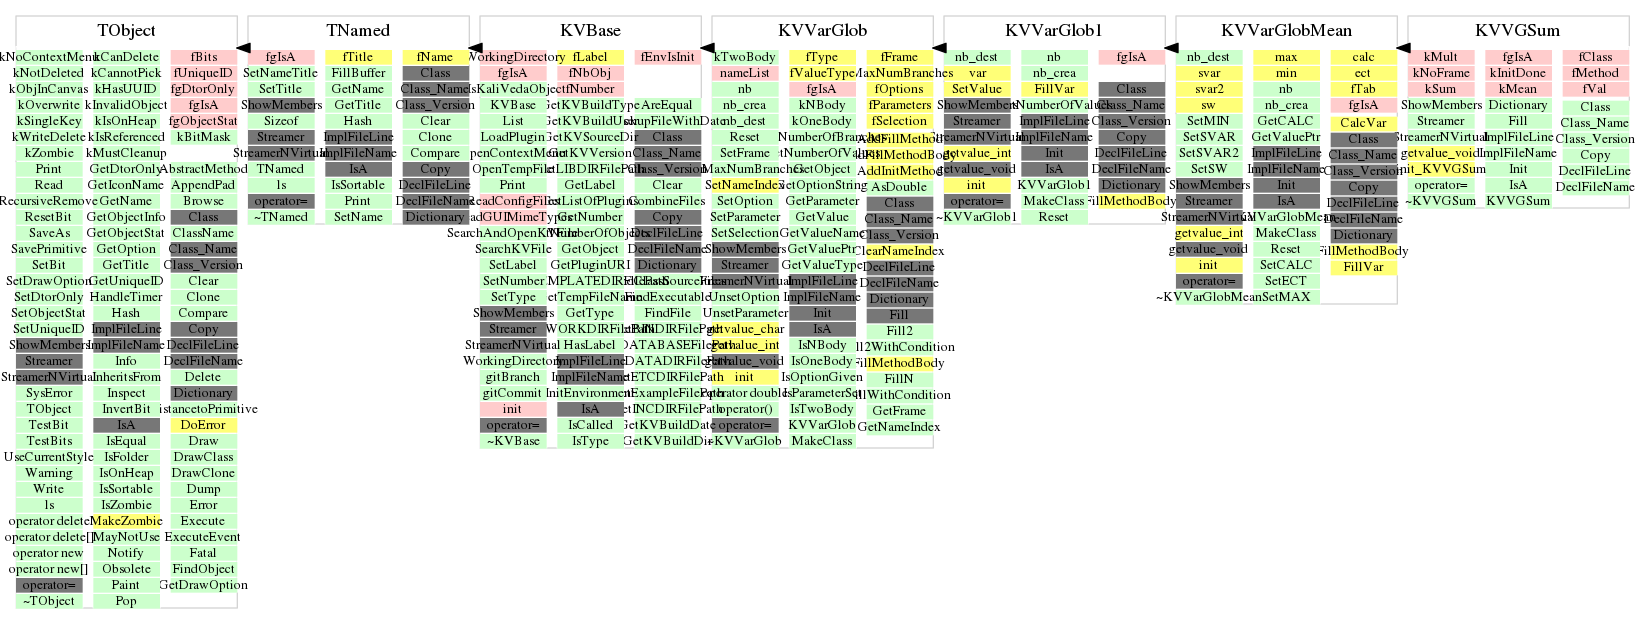 TObject
kNoContextMenu kCanDelete fBits
kNotDeleted kCannotPick fUniqueID
kObjInCanvas kHasUUID fgDtorOnly
kOverwrite kInvalidObject fgIsA
kSingleKey kIsOnHeap fgObjectStat
kWriteDelete kIsReferenced kBitMask
kZombie kMustCleanup
Print GetDtorOnly AbstractMethod
Read GetIconName AppendPad
RecursiveRemove GetName Browse
ResetBit GetObjectInfo Class
SaveAs GetObjectStat ClassName
SavePrimitive GetOption Class_Name
SetBit GetTitle Class_Version
SetDrawOption GetUniqueID Clear
SetDtorOnly HandleTimer Clone
SetObjectStat Hash Compare
SetUniqueID ImplFileLine Copy
ShowMembers ImplFileName DeclFileLine
Streamer Info DeclFileName
StreamerNVirtual InheritsFrom Delete
SysError Inspect Dictionary
TObject InvertBit DistancetoPrimitive
TestBit IsA DoError
TestBits IsEqual Draw
UseCurrentStyle IsFolder DrawClass
Warning IsOnHeap DrawClone
Write IsSortable Dump
ls IsZombie Error
operator delete MakeZombie Execute
operator delete[] MayNotUse ExecuteEvent
operator new Notify Fatal
operator new[] Obsolete FindObject
operator= Paint GetDrawOption
~TObject Pop
TNamed
fgIsA fTitle fName
SetNameTitle FillBuffer Class
SetTitle GetName Class_Name
ShowMembers GetTitle Class_Version
Sizeof Hash Clear
Streamer ImplFileLine Clone
StreamerNVirtual ImplFileName Compare
TNamed IsA Copy
ls IsSortable DeclFileLine
operator= Print DeclFileName
~TNamed SetName Dictionary
KVBase
WorkingDirectory fLabel fEnvIsInit
fgIsA fNbObj
IsKaliVedaObject fNumber
KVBase GetKVBuildType AreEqual
List GetKVBuildUser BackupFileWithDate
LoadPlugin GetKVSourceDir Class
OpenContextMenu GetKVVersion Class_Name
OpenTempFile GetLIBDIRFilePath Class_Version
Print GetLabel Clear
ReadConfigFiles GetListOfPlugins CombineFiles
ReadGUIMimeTypes GetNumber Copy
SearchAndOpenKVFile GetNumberOfObjects DeclFileLine
SearchKVFile GetObject DeclFileName
SetLabel GetPluginURI Dictionary
SetNumber
SetType GetTempFileName FindExecutable
ShowMembers GetType FindFile
Streamer GetWORKDIRFilePath GetBINDIRFilePath
StreamerNVirtual HasLabel GetDATABASEFilePath
WorkingDirectory ImplFileLine GetDATADIRFilePath
gitBranch ImplFileName GetETCDIRFilePath
gitCommit InitEnvironment GetExampleFilePath
init IsA GetINCDIRFilePath
operator= IsCalled GetKVBuildDate
~KVBase IsType GetKVBuildDir
KVVarGlob
kTwoBody fType fFrame
nameList fValueType fMaxNumBranches
nb fgIsA fOptions
nb_crea kNBody fParameters
nb_dest kOneBody fSelection
Reset GetNumberOfBranches AddFillMethod
SetFrame GetNumberOfValues AddFillMethodBody
SetMaxNumBranches GetObject AddInitMethod
SetNameIndex GetOptionString AsDouble
SetOption GetParameter Class
SetParameter GetValue Class_Name
SetSelection GetValueName Class_Version
ShowMembers GetValuePtr ClearNameIndex
Streamer GetValueType DeclFileLine
StreamerNVirtual ImplFileLine DeclFileName
UnsetOption ImplFileName Dictionary
UnsetParameter Init Fill
getvalue_char IsA Fill2
getvalue_int IsNBody Fill2WithCondition
getvalue_void IsOneBody FillMethodBody
init IsOptionGiven FillN
operator double IsParameterSet FillWithCondition
operator() IsTwoBody GetFrame
operator= KVVarGlob GetNameIndex
~KVVarGlob MakeClass
KVVarGlob1
nb_dest nb fgIsA
var nb_crea
SetValue FillVar Class
ShowMembers GetNumberOfValues Class_Name
Streamer ImplFileLine Class_Version
StreamerNVirtual ImplFileName Copy
getvalue_int Init DeclFileLine
getvalue_void IsA DeclFileName
init KVVarGlob1 Dictionary
operator= MakeClass FillMethodBody
~KVVarGlob1 Reset
KVVarGlobMean
nb_dest max calc
svar min ect
svar2 nb fTab
sw nb_crea fgIsA
SetMIN GetCALC CalcVar
SetSVAR GetValuePtr Class
SetSVAR2 ImplFileLine Class_Name
SetSW ImplFileName Class_Version
ShowMembers Init Copy
Streamer IsA DeclFileLine
StreamerNVirtual KVVarGlobMean DeclFileName
getvalue_int MakeClass Dictionary
getvalue_void Reset FillMethodBody
init SetCALC FillVar
operator= SetECT
~KVVarGlobMean SetMAX
KVVGSum
kMult fgIsA fClass
kNoFrame kInitDone fMethod
kSum kMean fVal
ShowMembers Dictionary Class
Streamer Fill Class_Name
StreamerNVirtual ImplFileLine Class_Version
getvalue_void ImplFileName Copy
init_KVVGSum Init DeclFileLine
operator= IsA DeclFileName
~KVVGSum KVVGSum